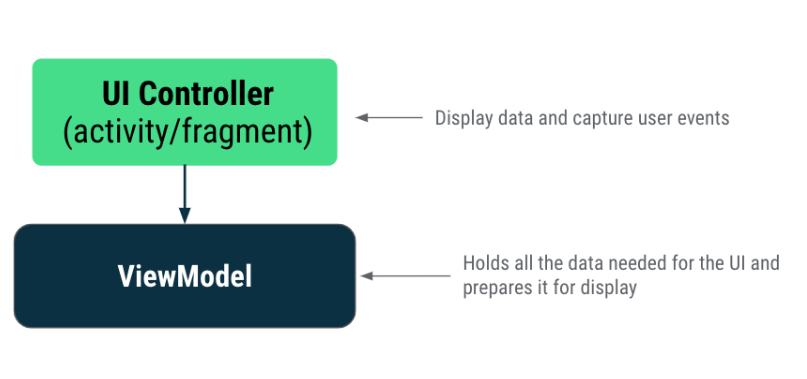 UI Controller
(activity/fragment)
Display data and capture user events
ViewModel
Holds all the data needed for the UI and
prepares it for display